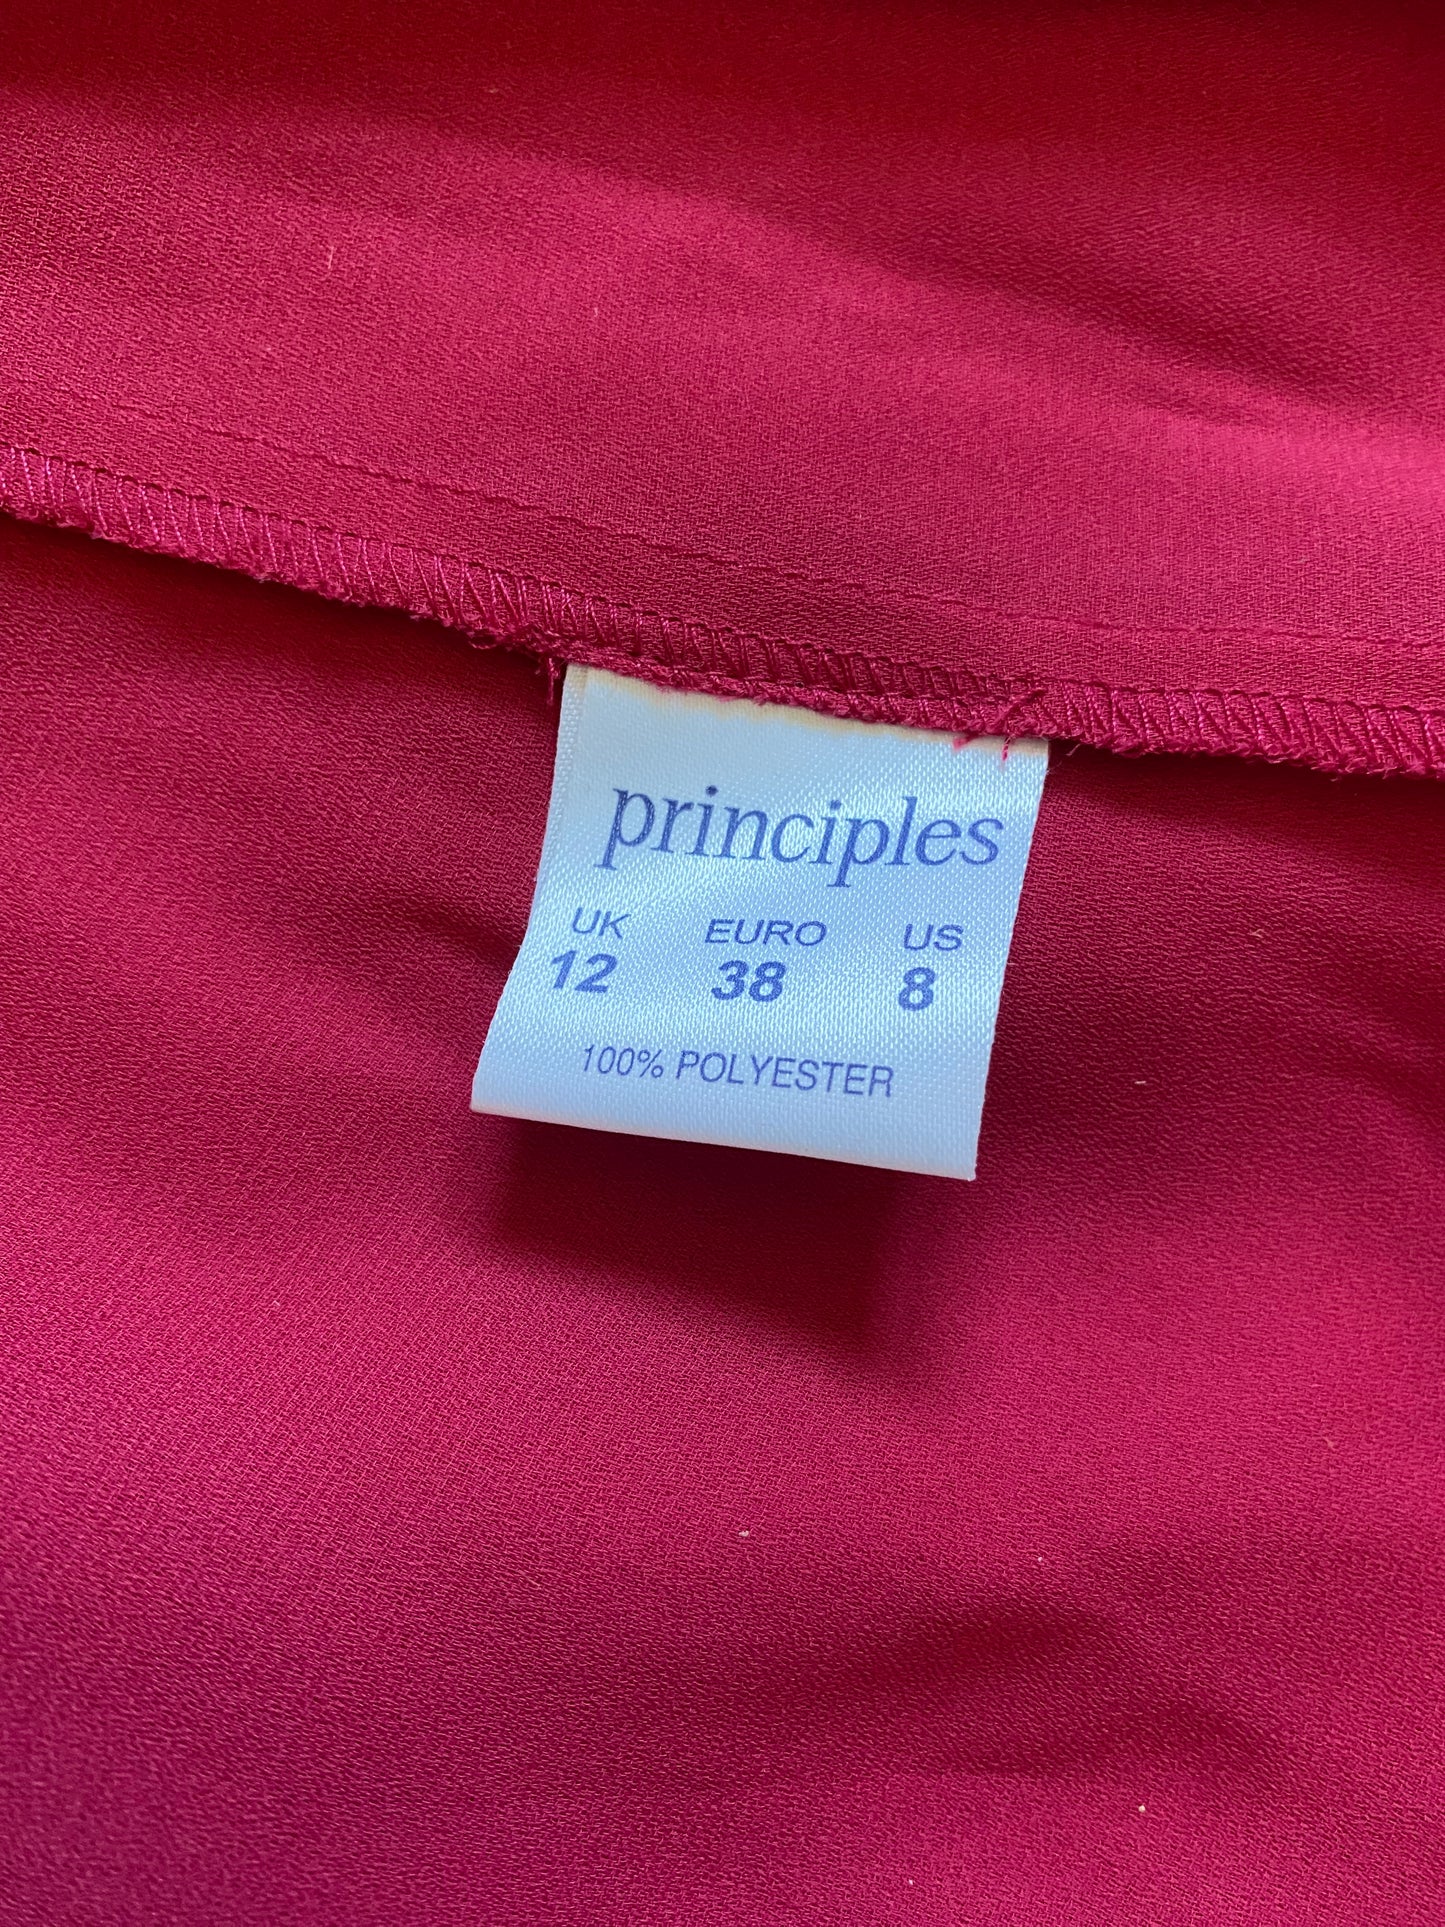 principles
UK EURO US
12 38 8
100% POLYESTER